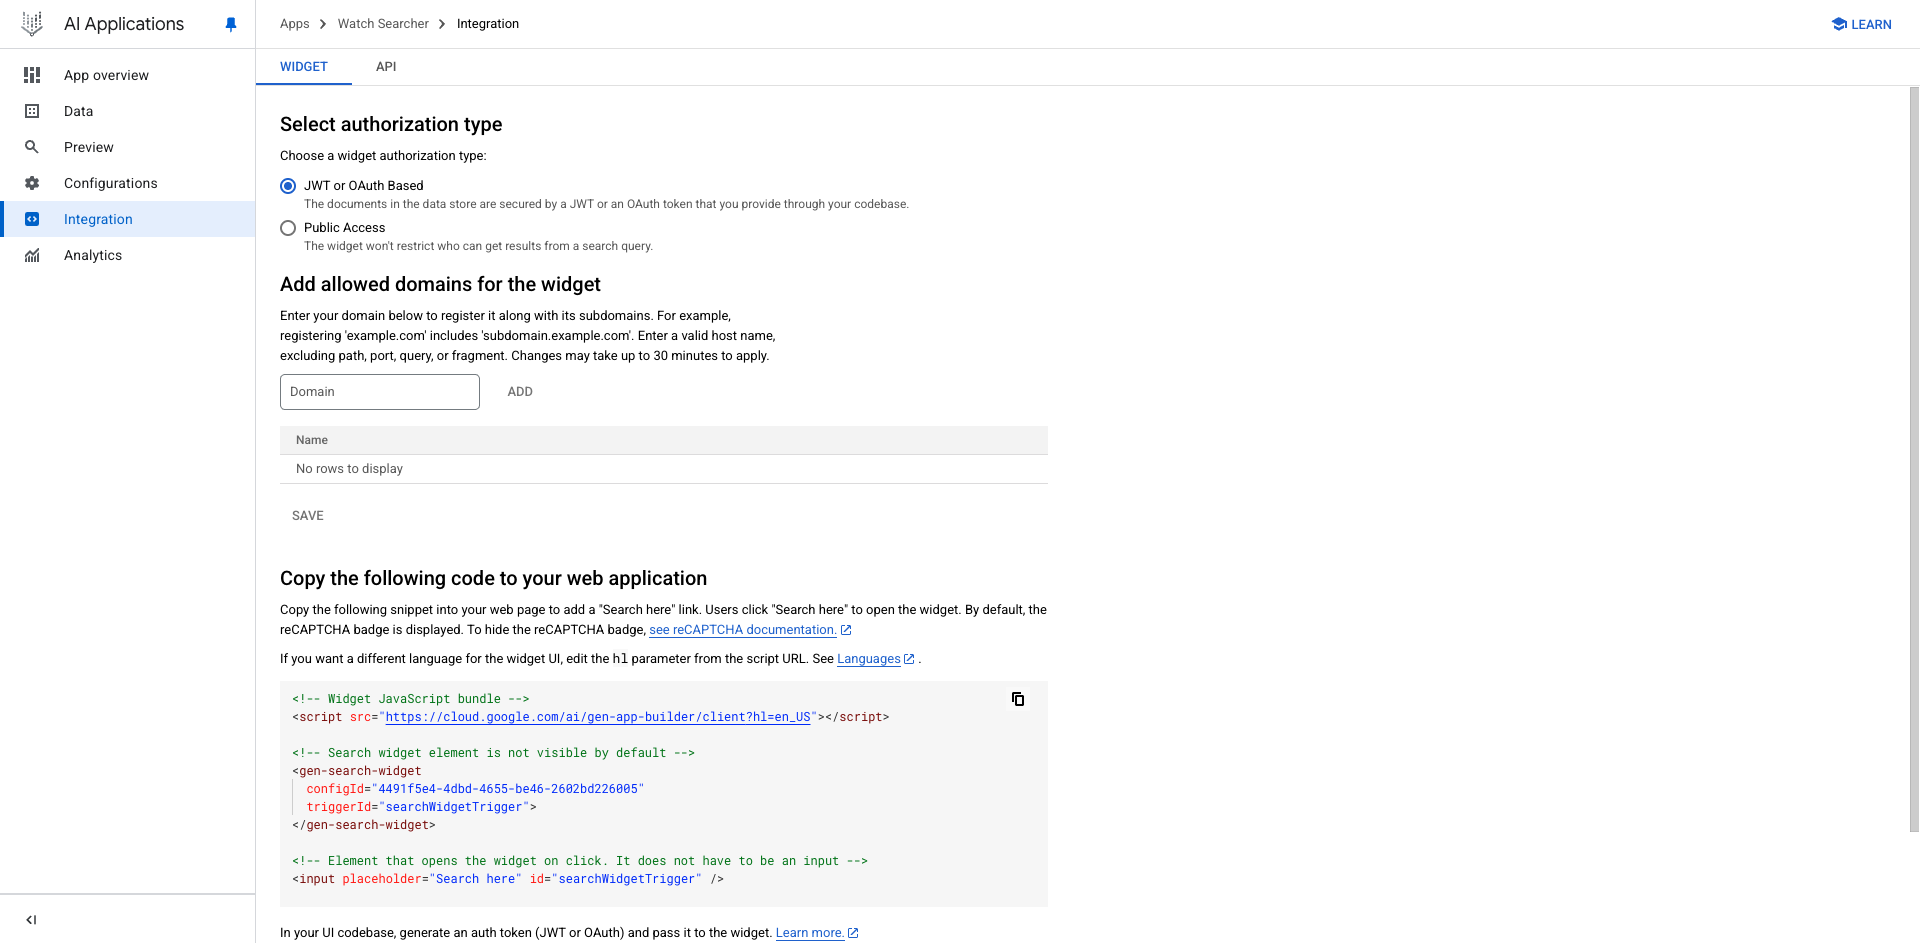 AI Applications
Apps > Watch Searcher > Integration
LEARN
App overview
Data
Preview
Configurations
Integration
Analytics
WIDGET
API
Select authorization type
Choose a widget authorization type:
JWT or OAuth Based
The documents in the data store are secured by a JWT or an OAuth token that you provide through your codebase.
Public Access
The widget won't restrict who can get results from a search query.
Add allowed domains for the widget
Enter your domain below to register it along with its subdomains. For example,
registering 'example.com' includes 'subdomain.example.com'. Enter a valid host name,
excluding path, port, query, or fragment. Changes may take up to 30 minutes to apply.
Domain
ADD
Name
No rows to display
SAVE
Copy the following code to your web application
Copy the following snippet into your web page to add a "Search here" link. Users click "Search here" to open the widget. By default, the
reCAPTCHA badge is displayed. To hide the reCAPTCHA badge, see reCAPTCHA documentation.
If you want a different language for the widget UI, edit the hl parameter from the script URL. See Languages .
<!-- Widget JavaScript bundle -->
<script src="https://cloud.google.com/ai/gen-app-builder/client?hl=en_US"></script>
<!-- Search widget element is not visible by default -->
<gen-search-widget
configId="4491f5e4-4dbd-4655-be46-2602bd226005"
triggerId="searchWidgetTrigger">
</gen-search-widget>
<!-- Element that opens the widget on click. It does not have to be an input -->
<input placeholder="Search here" id="searchWidgetTrigger" />
In your UI codebase, generate an auth token (JWT or OAuth) and pass it to the widget. Learn more.